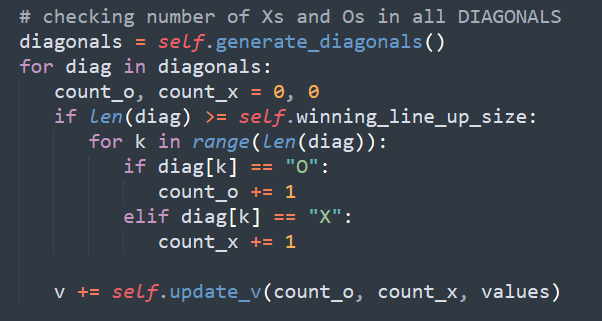 # checking number of Xs and Os in all DIAGONALS
diagonals = self.generate_diagonals()
for diag in diagonals:
    count_o, count_x = 0, 0
    if len(diag) >= self.winning_line_up_size:
        for k in range(len(diag)):
            if diag[k] == "O":
                count_o += 1
            elif diag[k] == "X":
                count_x += 1
    v += self.update_v(count_o, count_x, values)